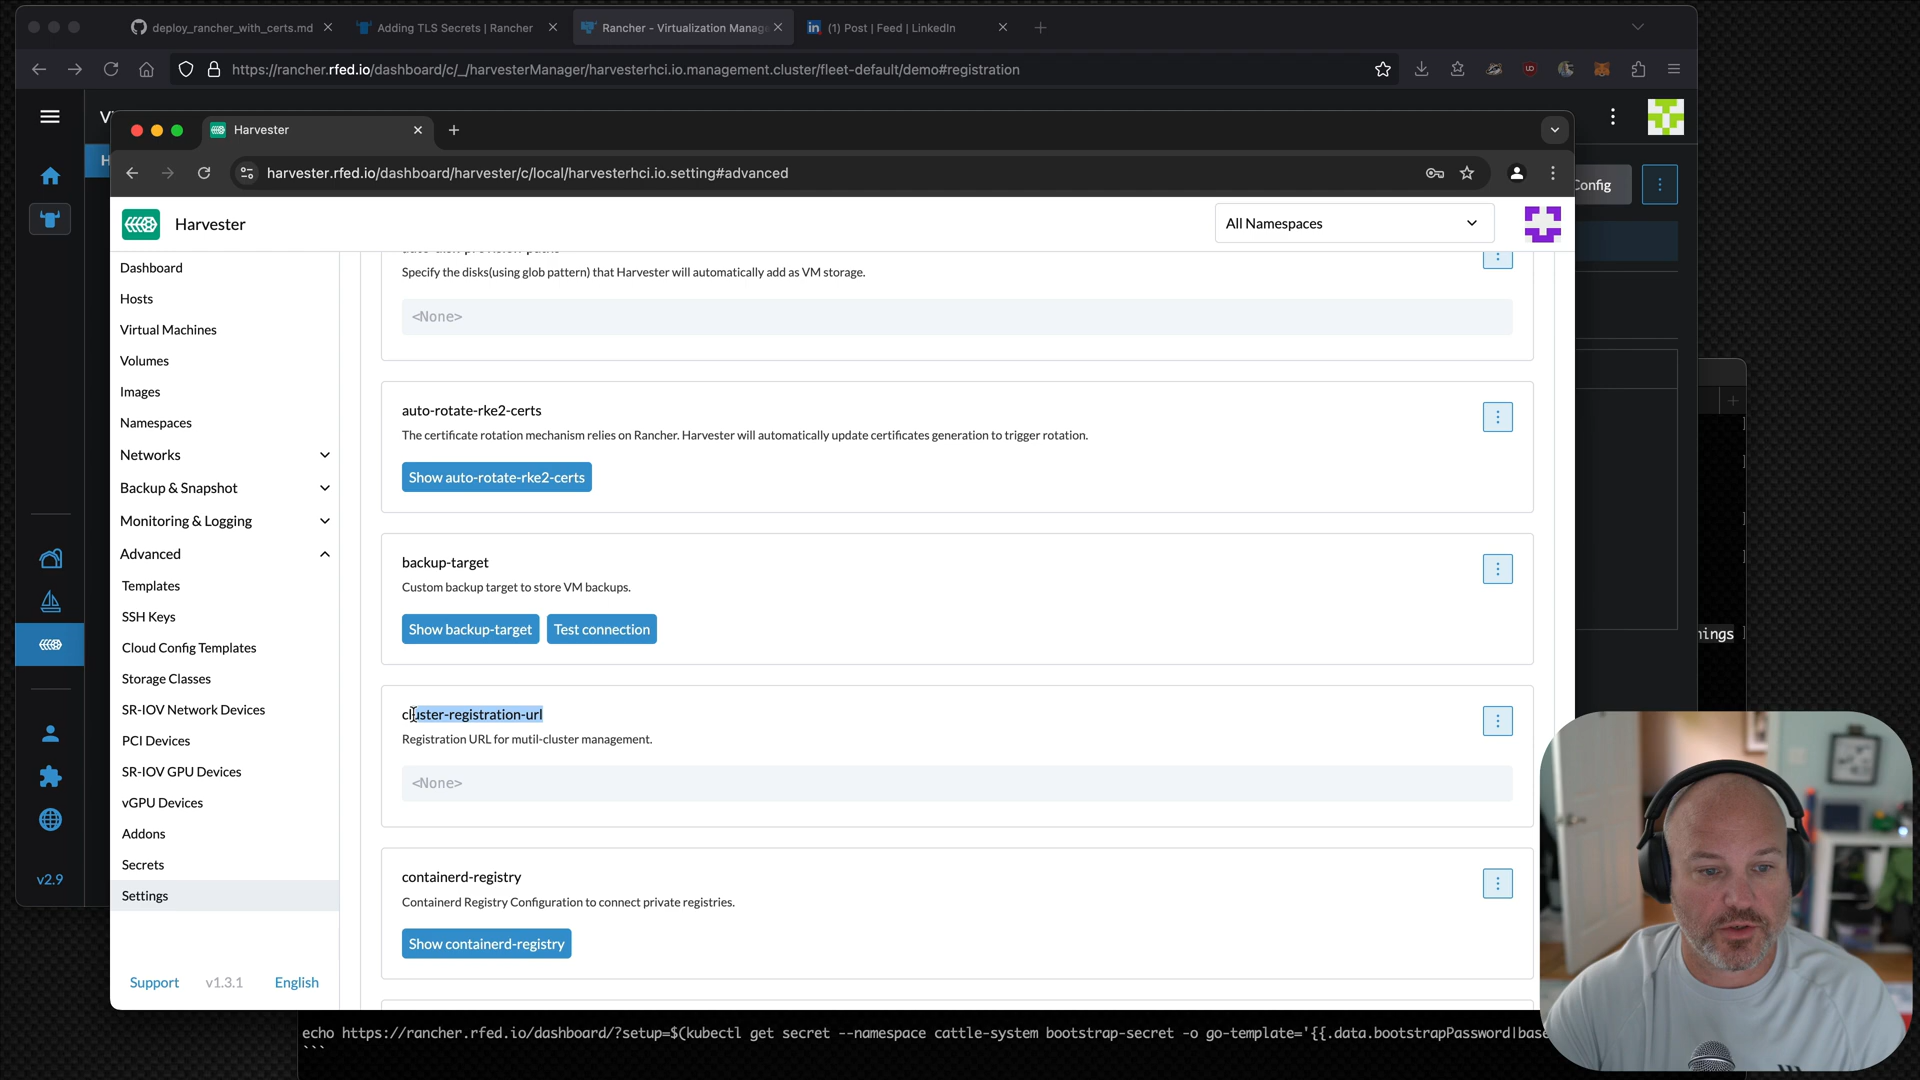 deploy_rancher_with_certs.md
Adding TLS Secrets | Rancher
Rancher - Virtualization Manag
(1) Post | Feed | LinkedIn
https://rancher.rfed.io/dashboard/c/_/harvesterManager/harvesterhci.io.management.cluster/fleet-default/demo#registration
Harvester
harvester.rfed.io/dashboard/harvester/c/local/harvesterhci.io.setting#advanced
Config
Harvester
All Namespaces
Dashboard
Hosts
Virtual Machines
Volumes
Images
Namespaces
Networks
Backup & Snapshot
Monitoring & Logging
Advanced
Templates
SSH Keys
Cloud Config Templates
Storage Classes
SR-IOV Network Devices
PCI Devices
SR-IOV GPU Devices
vGPU Devices
Addons
Secrets
Settings
Support v1.3.1 English
v2.9
Specify the disks(using glob pattern) that Harvester will automatically add as VM storage.
<None>
auto-rotate-rke2-certs
The certificate rotation mechanism relies on Rancher. Harvester will automatically update certificates generation to trigger rotation.
Show auto-rotate-rke2-certs
backup-target
Custom backup target to store VM backups.
Show backup-target Test connection
cluster-registration-url
Registration URL for mutil-cluster management.
<None>
containerd-registry
Containerd Registry Configuration to connect private registries.
Show containerd-registry
echo https://rancher.rfed.io/dashboard/?setup=$(kubectl get secret --namespace cattle-system bootstrap-secret -o go-template='{{.data.bootstrapPassword|base
```